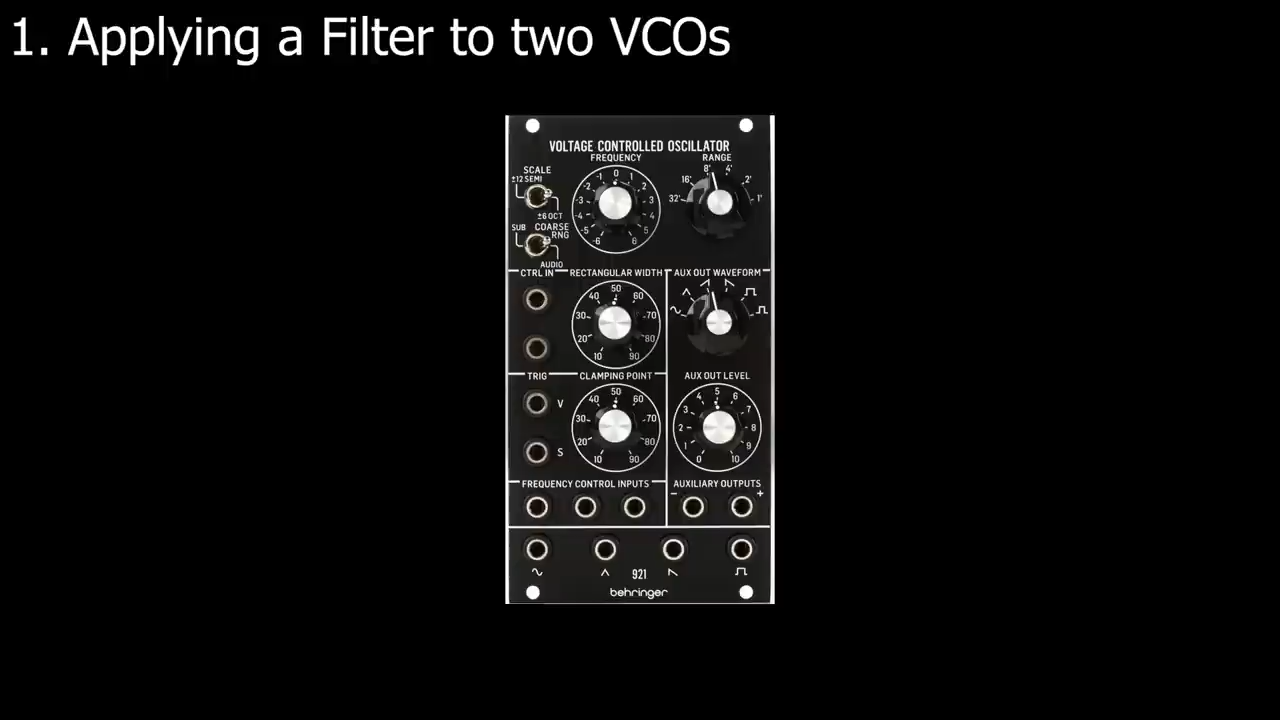 1. Applying a Filter to two VCOs
VOLTAGE CONTROLLED OSCILLATOR
FREQUENCY
RANGE
SCALE
±12 SEMI
±6 OCT
-6 -5 -4 -3 -2 -1 0 1 2 3 4 5 6
32' 16' 8' 4' 2' 1'
SUB
COARSE
RNG
AUDIO
CTRL IN
RECTANGULAR WIDTH
AUX OUT WAVEFORM
10 20 30 40 50 60 70 80 90
TRIG
CLAMPING POINT
AUX OUT LEVEL
V
S
10 20 30 40 50 60 70 80 90
0 1 2 3 4 5 6 7 8 9 10
FREQUENCY CONTROL INPUTS
AUXILIARY OUTPUTS
- +
921
behringer